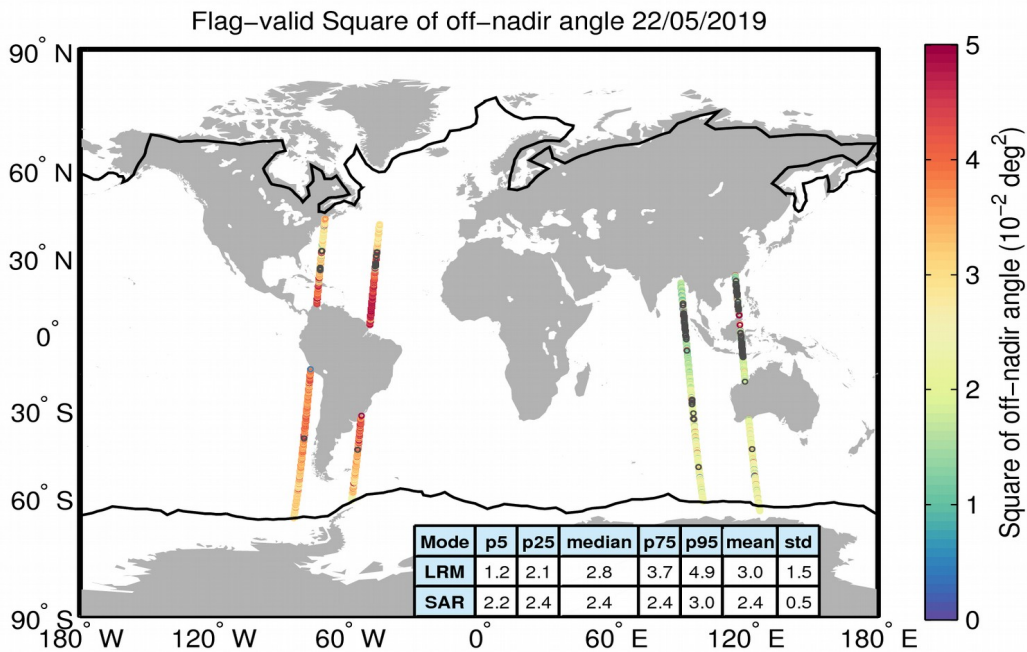 Flag-valid Square of off-nadir angle 22/05/2019
90° N
60° N
30° N
0°
30° S
60° S
90° S
180° W
120° W
60° W
0°
60° E
120° E
180° E
Mode p5 p25 median p75 p95 mean std
LRM 1.2 2.1 2.8 3.7 4.9 3.0 1.5
SAR 2.2 2.4 2.4 2.4 3.0 2.4 0.5
5
4
3
2
1
0
Square of off-nadir angle (10⁻² deg²)